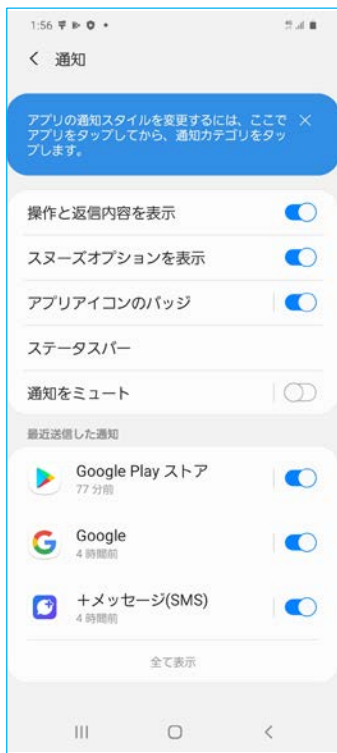 1:56
通知
アプリの通知スタイルを変更するには、ここで
アプリをタップしてから、通知カテゴリをタッ
プします。
操作と返信内容を表示
スヌーズオプションを表示
アプリアイコンのバッジ
ステータスバー
通知をミュート
最近送信した通知
Google Play ストア
77 分前
Google
4 時間前
+メッセージ(SMS)
4 時間前
全て表示